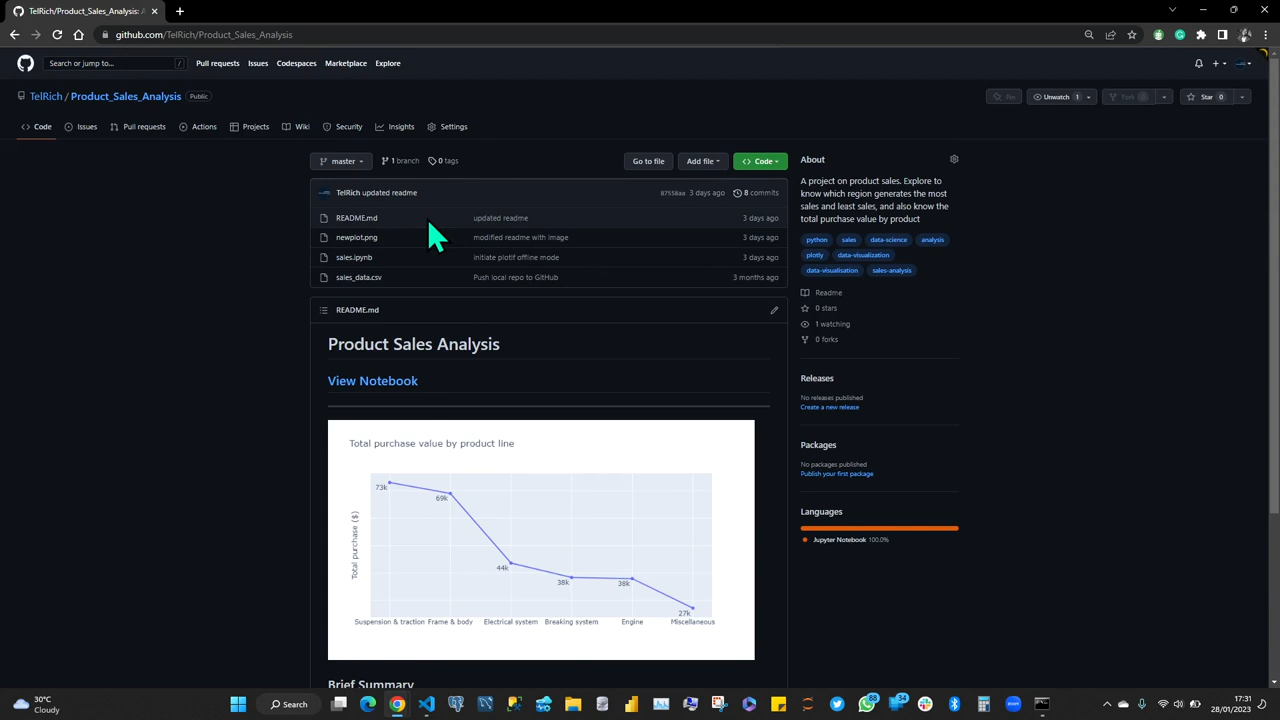 TelRich/Product_Sales_Analysis: A
github.com/TelRich/Product_Sales_Analysis
Search or jump to... /
Pull requests Issues Codespaces Marketplace Explore
TelRich / Product_Sales_Analysis Public
Pin Unwatch 1 Fork 0 Star 0
Code Issues Pull requests Actions Projects Wiki Security Insights Settings
master 1 branch 0 tags Go to file Add file Code
TelRich updated readme 87558aa 3 days ago 8 commits
README.md updated readme 3 days ago
newplot.png modified readme with image 3 days ago
sales.ipynb initiate plotif offline mode 3 days ago
sales_data.csv Push local repo to GitHub 3 months ago
README.md
Product Sales Analysis
View Notebook
Total purchase value by product line
Total purchase ($)
73k
69k
44k
38k
38k
27k
Suspension & traction Frame & body Electrical system Breaking system Engine Miscellaneous
Brief Summary
About
A project on product sales. Explore to
know which region generates the most
sales and least sales, and also know the
total purchase value by product
python sales data-science analysis
plotly data-visualization
data-visualisation sales-analysis
Readme
0 stars
1 watching
0 forks
Releases
No releases published
Create a new release
Packages
No packages published
Publish your first package
Languages
Jupyter Notebook 100.0%
30°C
Cloudy
Search
88
34
17:31
28/01/2023